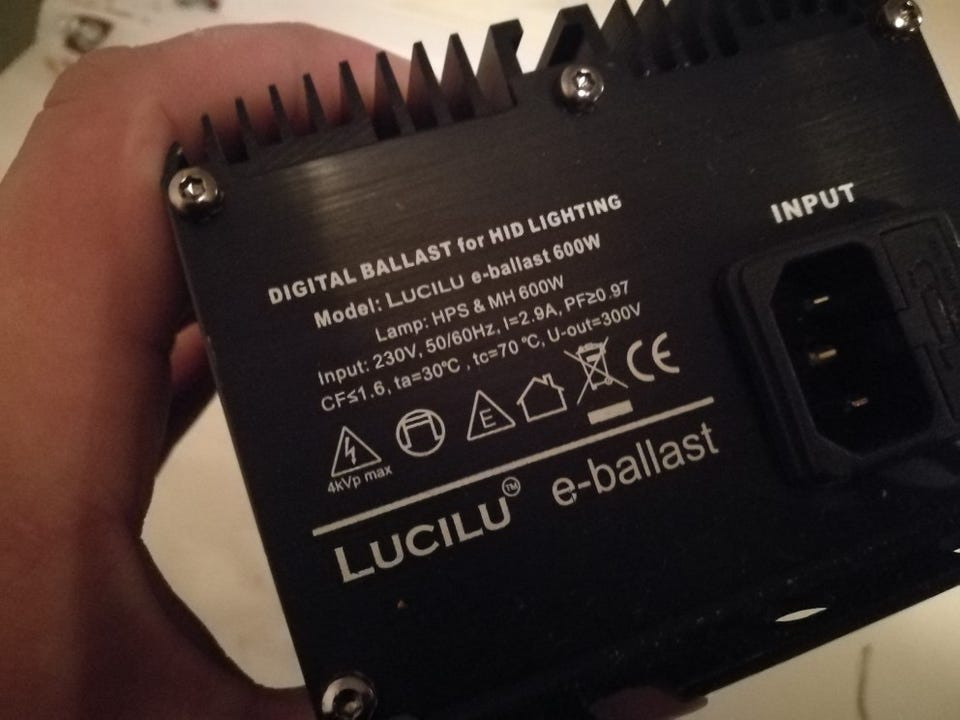 DIGITAL BALLAST for HID LIGHTING
Model: LUCILU e-ballast 600W
Lamp: HPS & MH 600W
Input: 230V, 50/60Hz, I=2.9A, PF≥0.97
CF≤1.6, ta=30℃ , tc=70℃, U-out=300V
E
CE
4kVp max
LUCILU™ e-ballast
INPUT